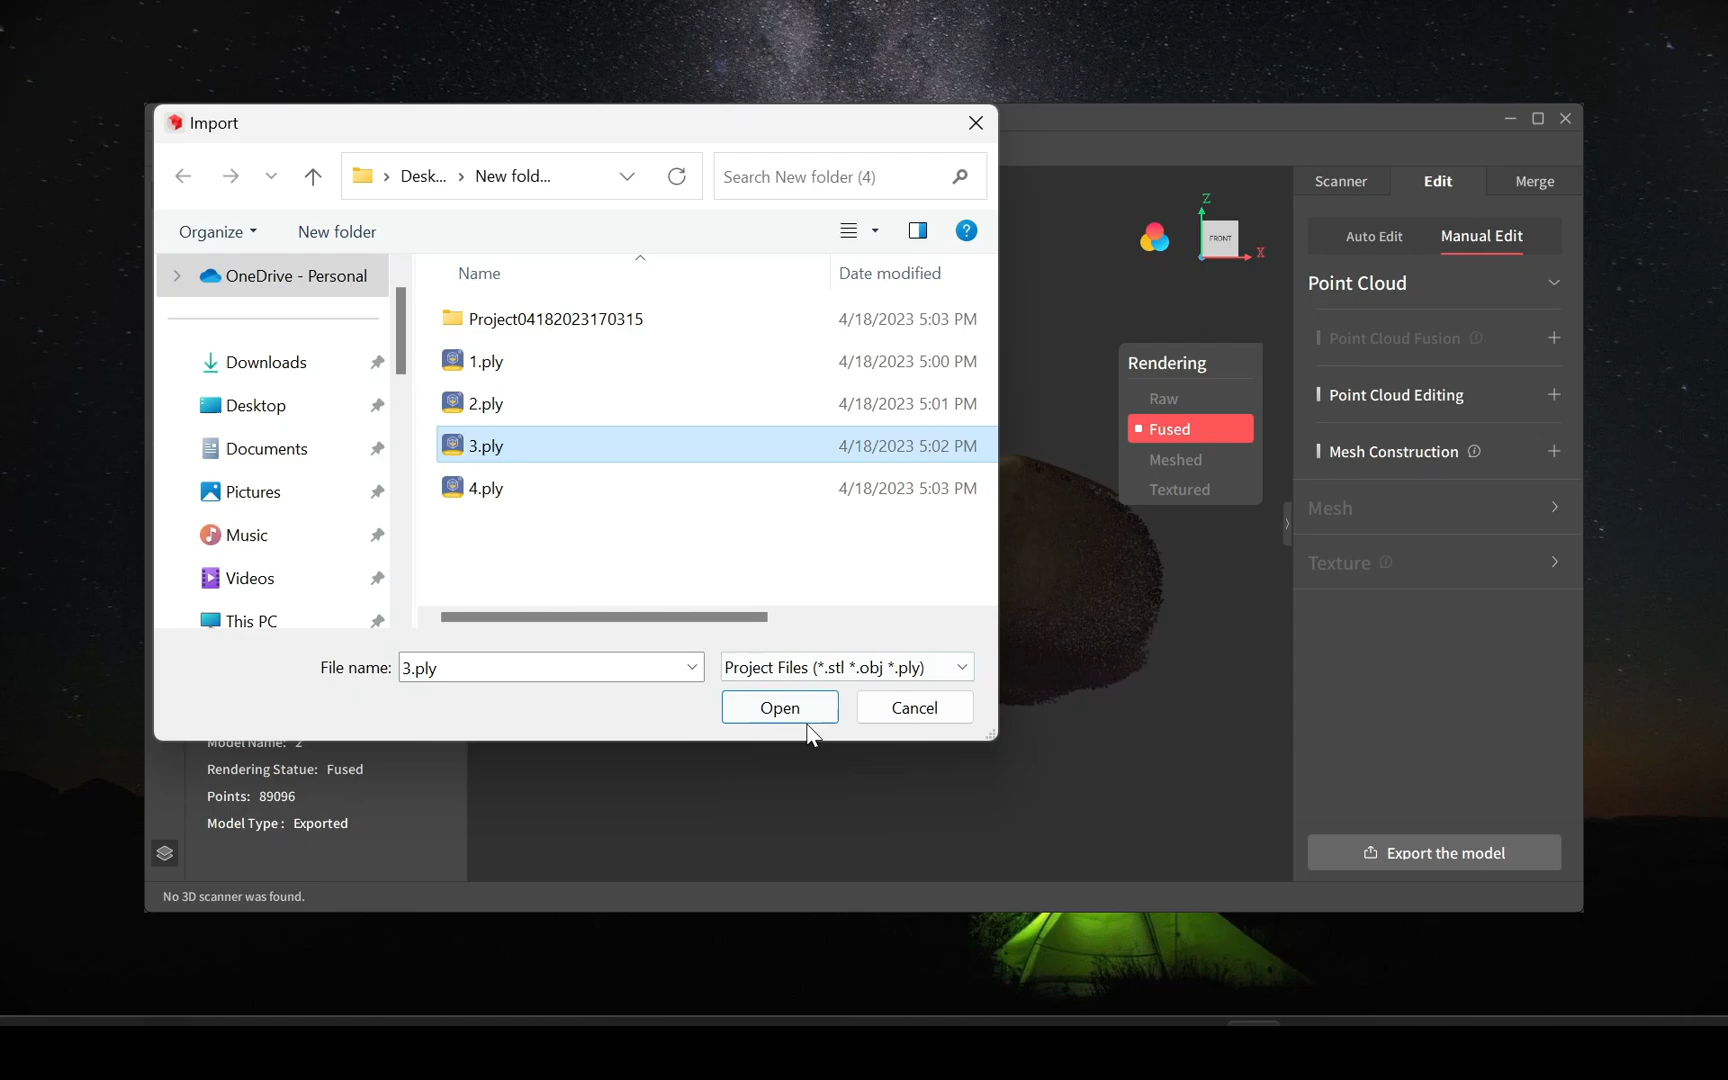 Import
Desk... > New fold...
Search New folder (4)
Organize
New folder
OneDrive - Personal
Downloads
Desktop
Documents
Pictures
Music
Videos
This PC
Name
Date modified
Project04182023170315 4/18/2023 5:03 PM
1.ply 4/18/2023 5:00 PM
2.ply 4/18/2023 5:01 PM
3.ply 4/18/2023 5:02 PM
4.ply 4/18/2023 5:03 PM
File name: 3.ply
Project Files (*.stl *.obj *.ply)
Open
Cancel
Model Name: 2
Rendering Statue: Fused
Points: 89096
Model Type: Exported
No 3D scanner was found.
Z
FRONT
X
Rendering
Raw
Fused
Meshed
Textured
Scanner
Edit
Merge
Auto Edit
Manual Edit
Point Cloud
Point Cloud Fusion
Point Cloud Editing
Mesh Construction
Mesh
Texture
Export the model